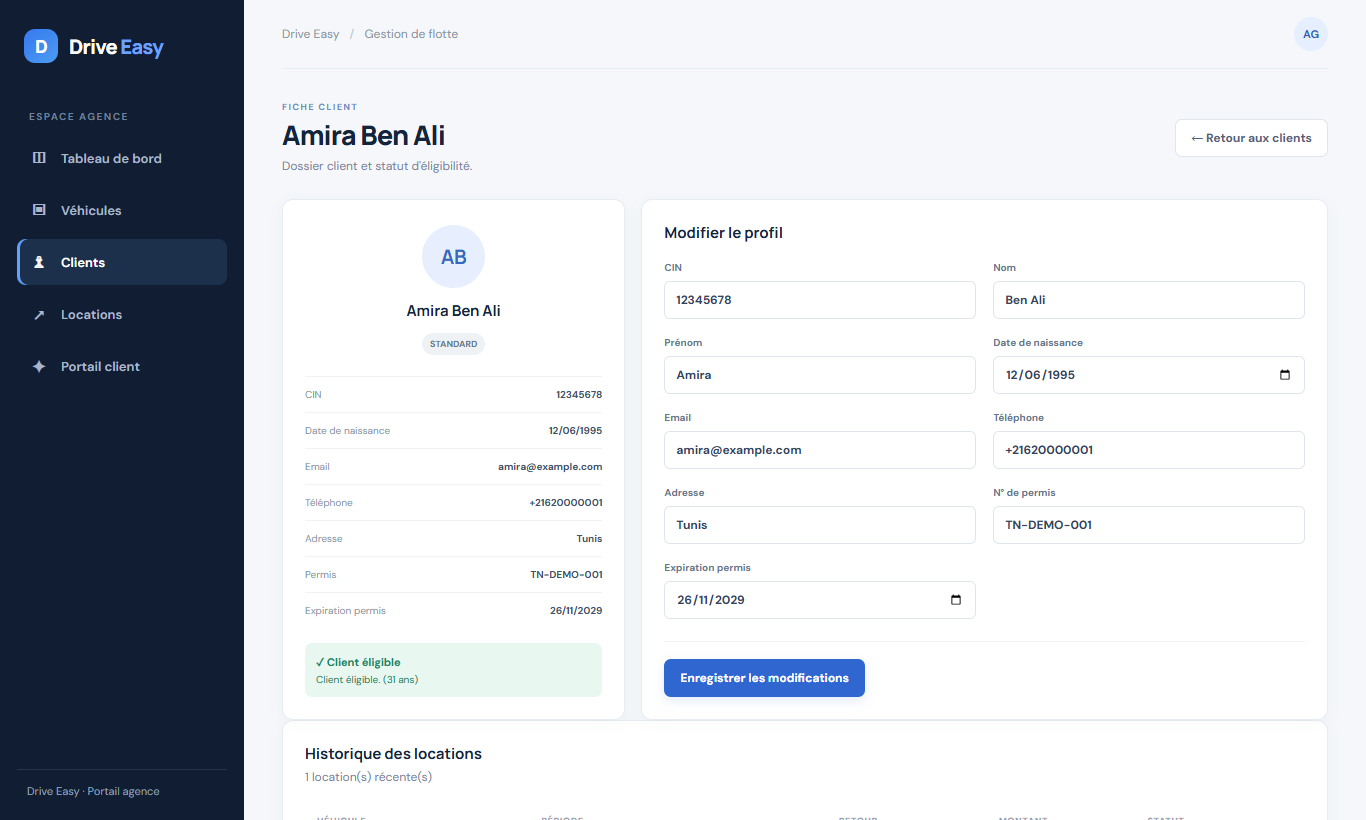 D Drive Easy
ESPACE AGENCE
Tableau de bord
Véhicules
Clients
Locations
Portail client
Drive Easy · Portail agence
Drive Easy / Gestion de flotte
AG
FICHE CLIENT
Amira Ben Ali
Dossier client et statut d'éligibilité.
← Retour aux clients
AB
Amira Ben Ali
STANDARD
CIN 12345678
Date de naissance 12/06/1995
Email amira@example.com
Téléphone +21620000001
Adresse Tunis
Permis TN-DEMO-001
Expiration permis 26/11/2029
✓ Client éligible
Client éligible. (31 ans)
Modifier le profil
CIN Nom
12345678 Ben Ali
Prénom Date de naissance
Amira 12/06/1995
Email Téléphone
amira@example.com +21620000001
Adresse N° de permis
Tunis TN-DEMO-001
Expiration permis
26/11/2029
Enregistrer les modifications
Historique des locations
1 location(s) récente(s)
VÉHICULE PÉRIODE RETOUR MONTANT STATUT